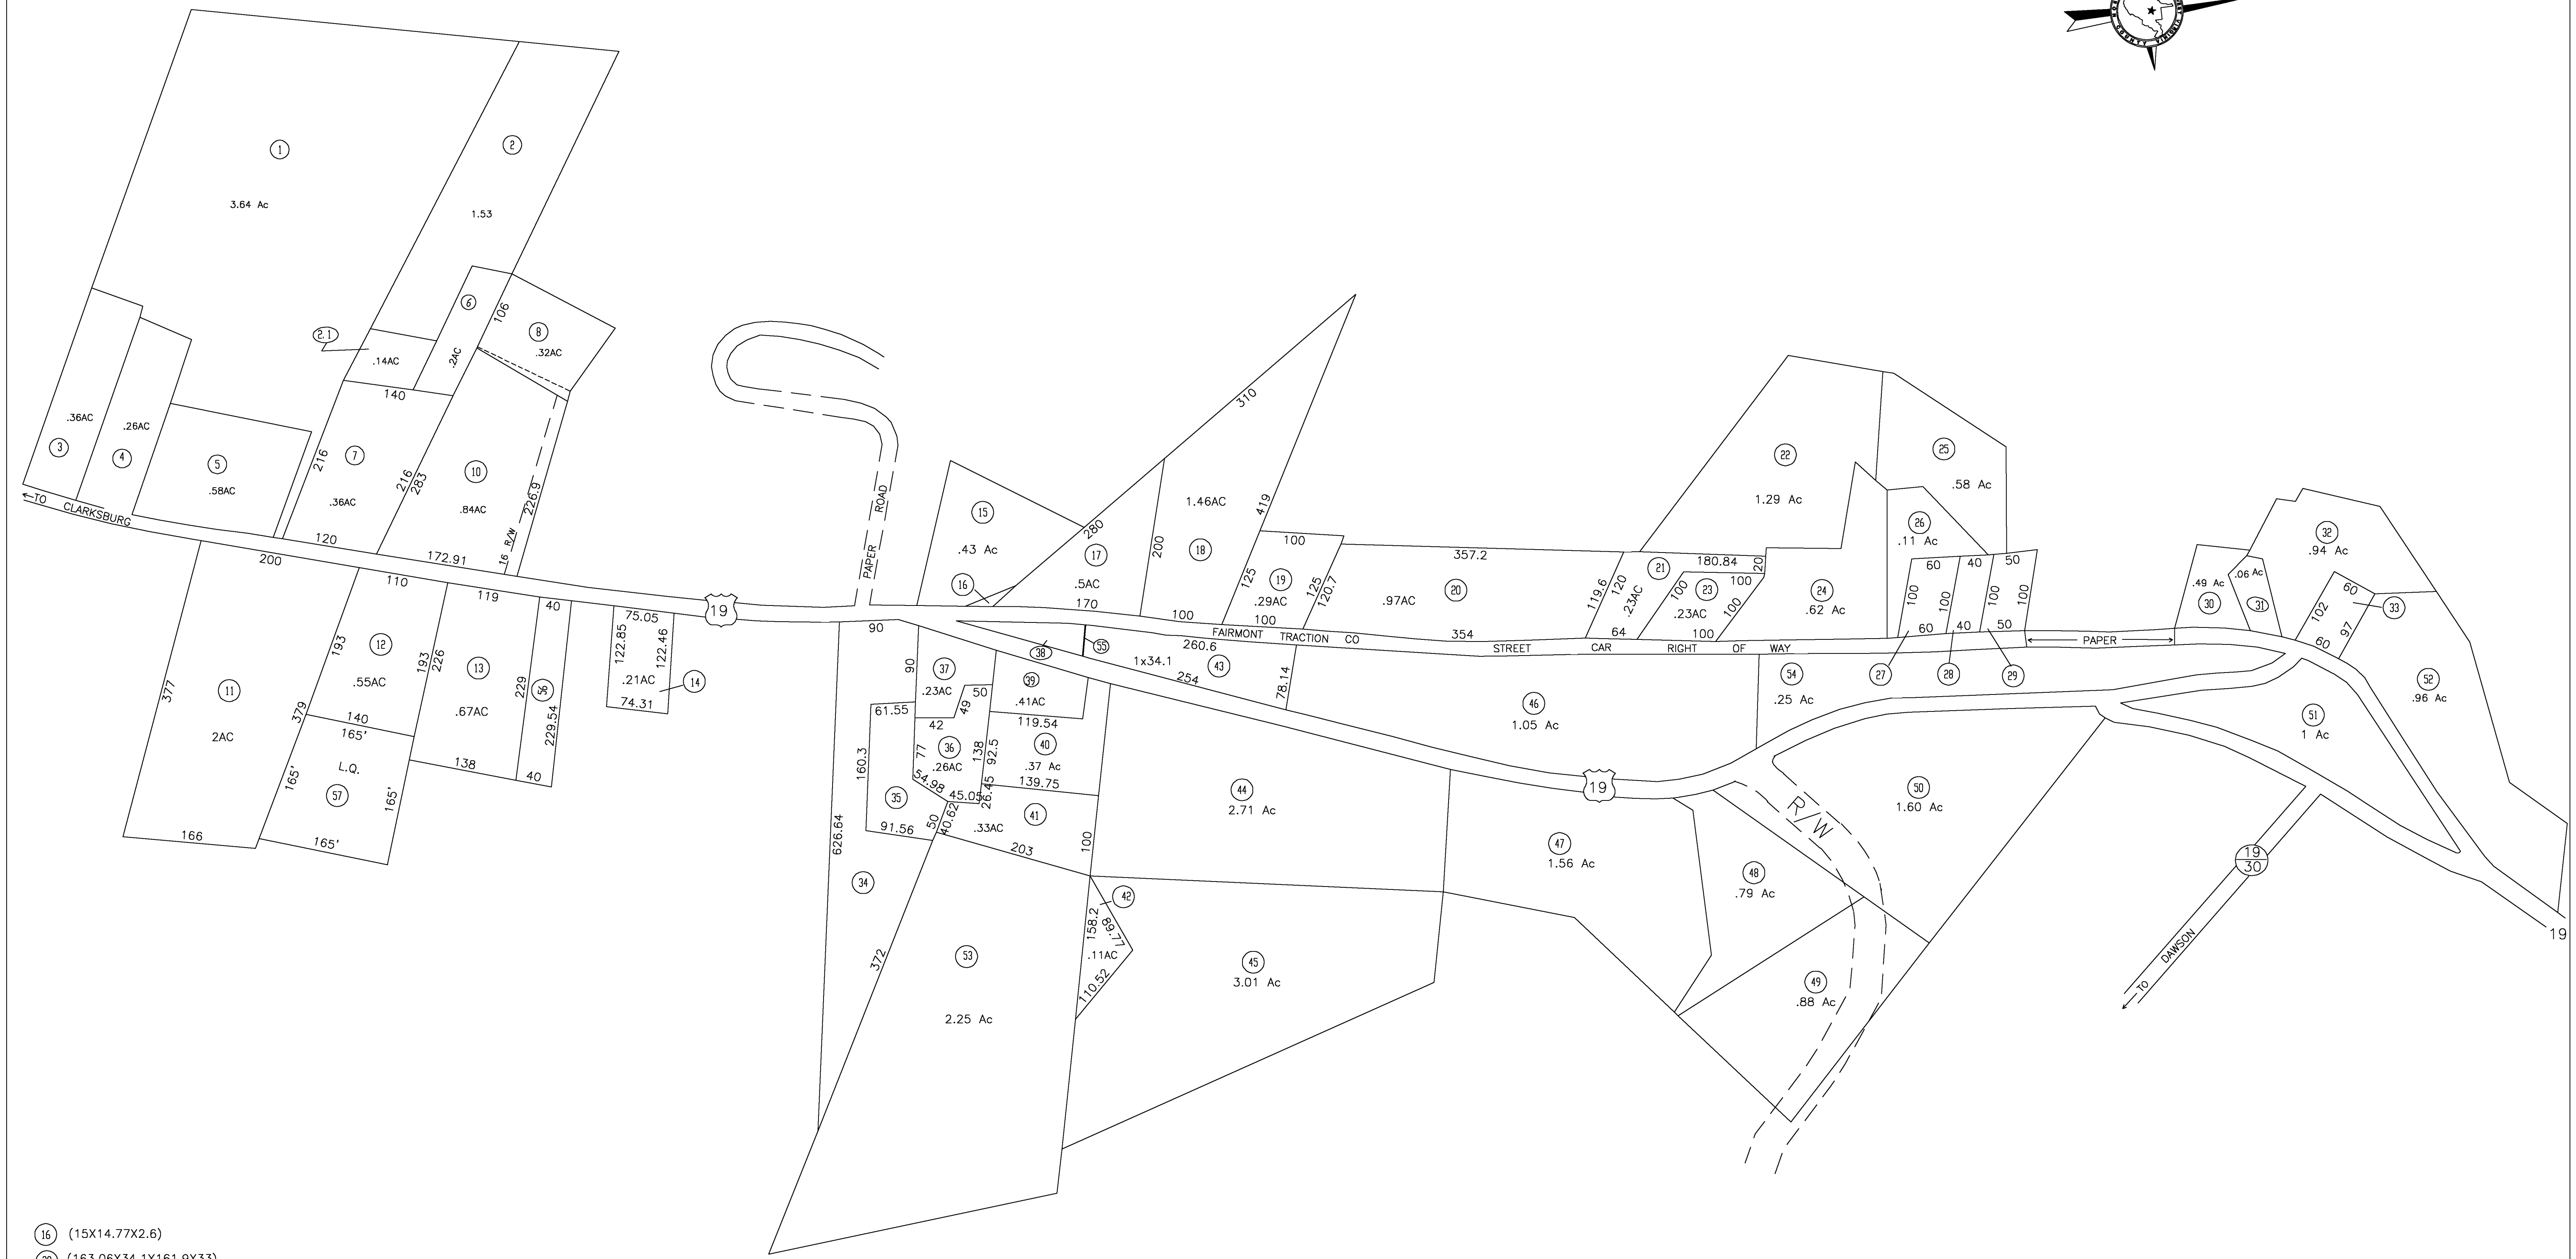 COUNTY
VIRGINIA
1
3.64 Ac
2
1.53
6
.2AC
106
8
.32AC
2.1
.14AC
140
3
.36AC
4
.26AC
5
.58AC
216
7
.36AC
216
283
10
.84AC
226.9
16 R/W
TO
CLARKSBURG
120
172.91
200
110
119
40
75.05
19
11
2AC
377
379
166
12
.55AC
193
193
226
140
165'
L.Q.
57
165'
165'
165'
13
.67AC
138
229
56
229.54
40
122.85
122.46
.21AC
74.31
14
PAPER ROAD
15
.43 Ac
16
280
17
.5AC
170
200
310
419
1.46AC
18
100
125
100
19
.29AC
100
125
120.7
357.2
20
.97AC
354
119.6
120
21
.23AC
64
180.84
20
100
100
23
.23AC
100
100
22
1.29 Ac
24
.62 Ac
25
.58 Ac
26
.11 Ac
60
40
50
100
100
100
100
60
40
50
27
28
29
FAIRMONT TRACTION CO STREET CAR RIGHT OF WAY
PAPER
30
.49 Ac
31
.06 Ac
32
.94 Ac
33
60
102
97
60
52
.96 Ac
51
1 Ac
90
90
37
.23AC
38
55
1x34.1
260.6
43
254
78.14
39
.41AC
50
49
42
61.55
119.54
160.3
77
36
.26AC
138
92.5
40
.37 Ac
139.75
54.98
45.05
26.45
35
91.56
50
40.62
.33AC
41
203
100
626.64
34
372
53
2.25 Ac
42
158.2
89.77
.11AC
110.52
44
2.71 Ac
45
3.01 Ac
46
1.05 Ac
54
.25 Ac
19
47
1.56 Ac
48
.79 Ac
49
.88 Ac
R/W
50
1.60 Ac
19
30
TO DAWSON
19
16 (15X14.77X2.6)
(163.06X34.1X161.9X33)